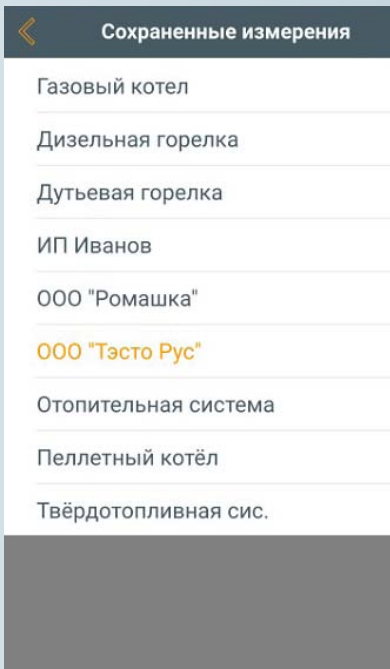 Сохраненные измерения
Газовый котел
Дизельная горелка
Дутьевая горелка
ИП Иванов
ООО "Ромашка"
ООО "Тэсто Рус"
Отопительная система
Пеллетный котёл
Твёрдотопливная сис.